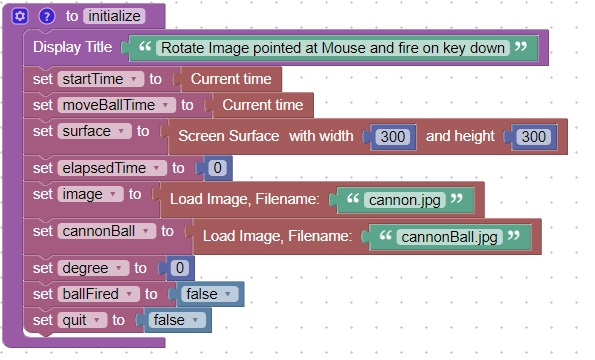 to initialize
Display Title “ Rotate Image pointed at Mouse and fire on key down ”
set startTime to Current time
set moveBallTime to Current time
set surface to Screen Surface with width 300 and height 300
set elapsedTime to 0
set image to Load Image, Filename: “ cannon.jpg ”
set cannonBall to Load Image, Filename: “ cannonBall.jpg ”
set degree to 0
set ballFired to false
set quit to false